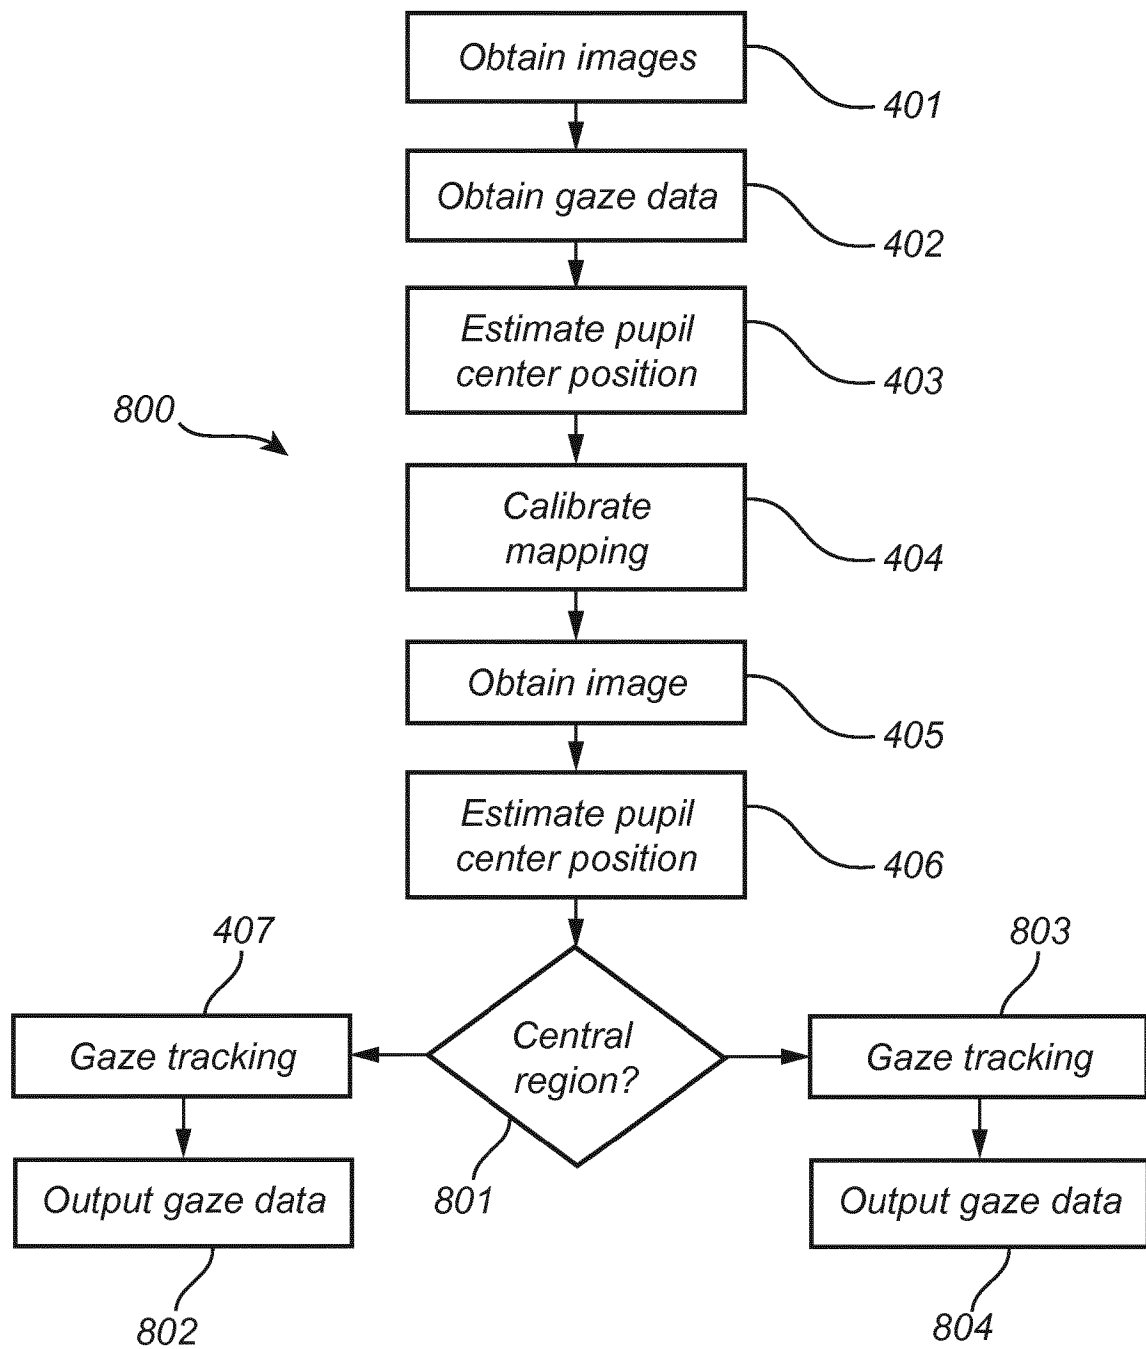 Obtain images
401
Obtain gaze data
402
Estimate pupil
center position
403
800
Calibrate
mapping
404
Obtain image
405
Estimate pupil
center position
406
407
803
Gaze tracking
Central
region?
Gaze tracking
801
Output gaze data
Output gaze data
802
804